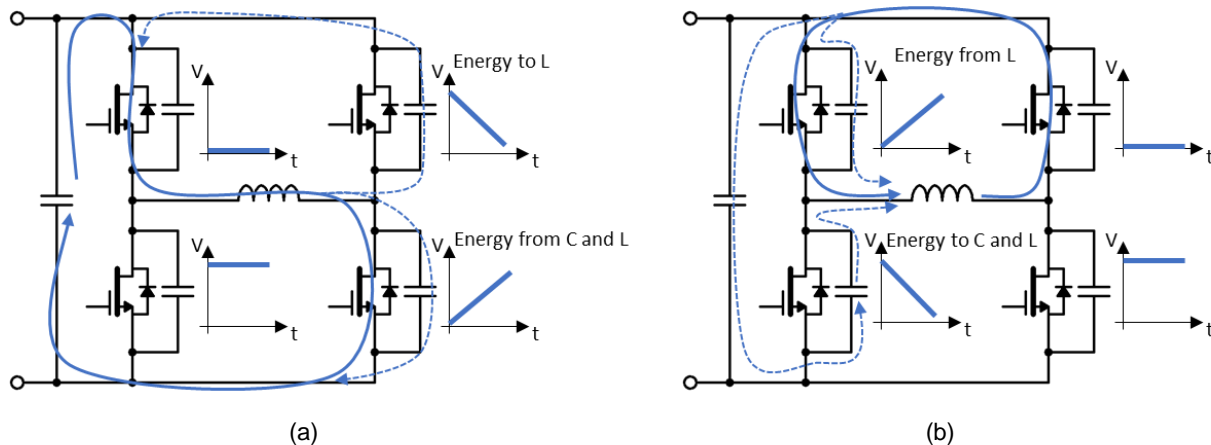 V
t
Energy to L
V
t
V
t
Energy from C and L
V
t
(a)
Energy from L
V
t
V
t
Energy to C and L
V
t
V
t
(b)